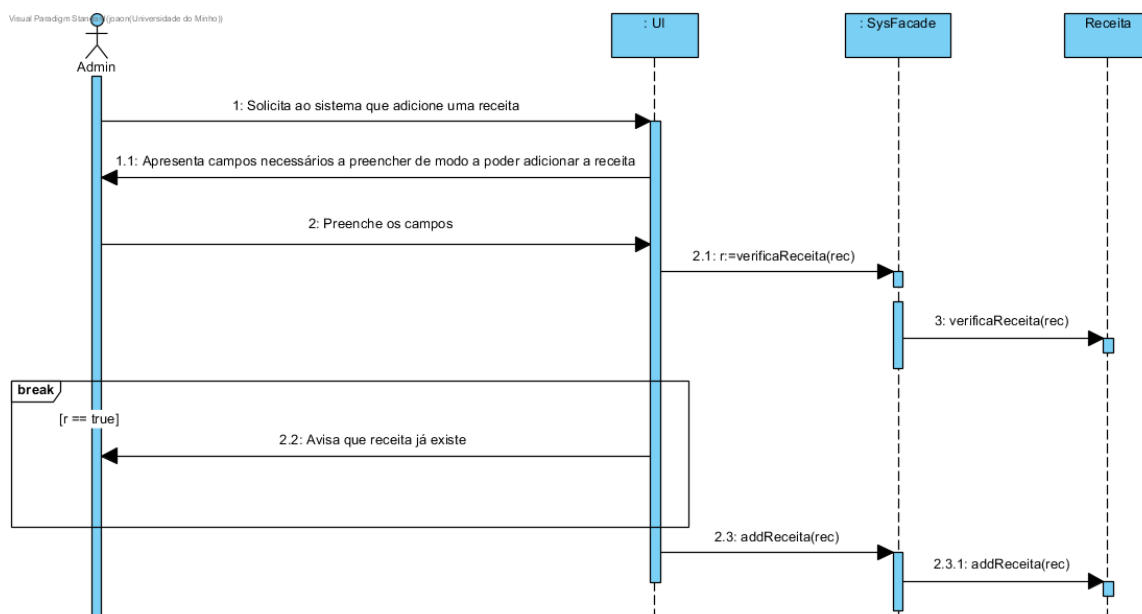 Visual Paradigm Standard(joaon(Universidade do Minho))
Admin
: UI
: SysFacade
Receita
1: Solicita ao sistema que adicione uma receita
1.1: Apresenta campos necessários a preencher de modo a poder adicionar a receita
2: Preenche os campos
2.1: r:=verificaReceita(rec)
3: verificaReceita(rec)
break
[r == true]
2.2: Avisa que receita já existe
2.3: addReceita(rec)
2.3.1: addReceita(rec)